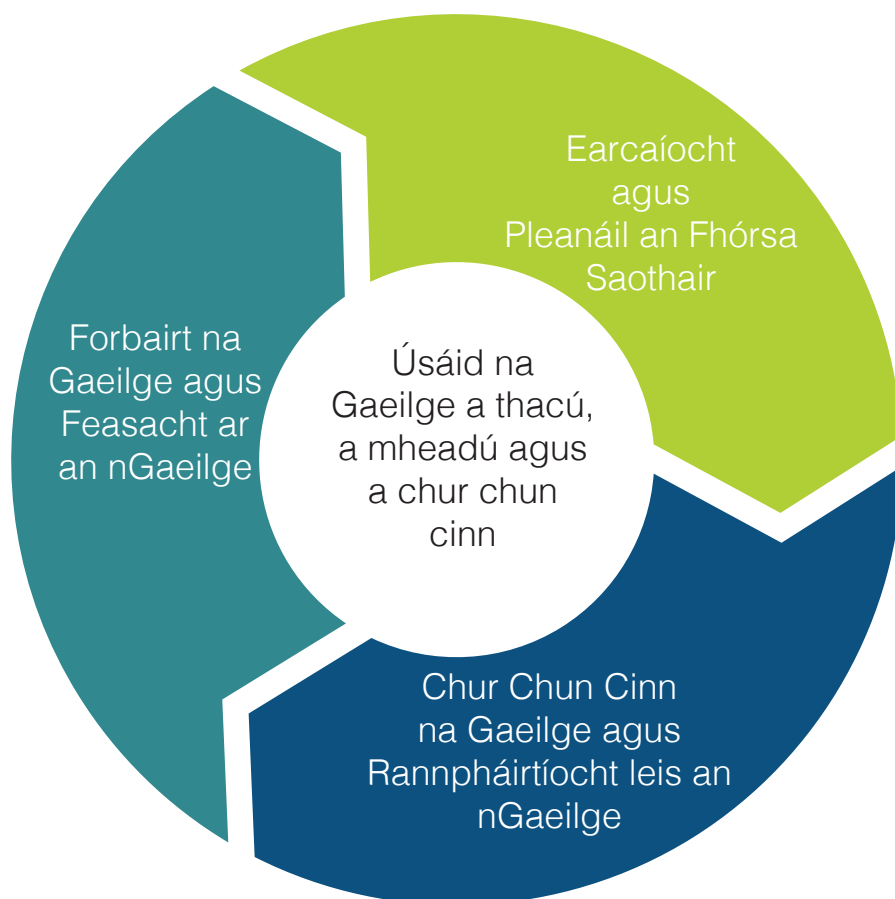 Earcaíocht
agus
Pleanáil an Fhórsa
Saothair
Forbairt na
Gaeilge agus
Feasacht ar
an nGaeilge
Úsáid na
Gaeilge a thacú,
a mheadú agus
a chur chun
cinn
Chur Chun Cinn
na Gaeilge agus
Rannpháirtíocht leis an
nGaeilge